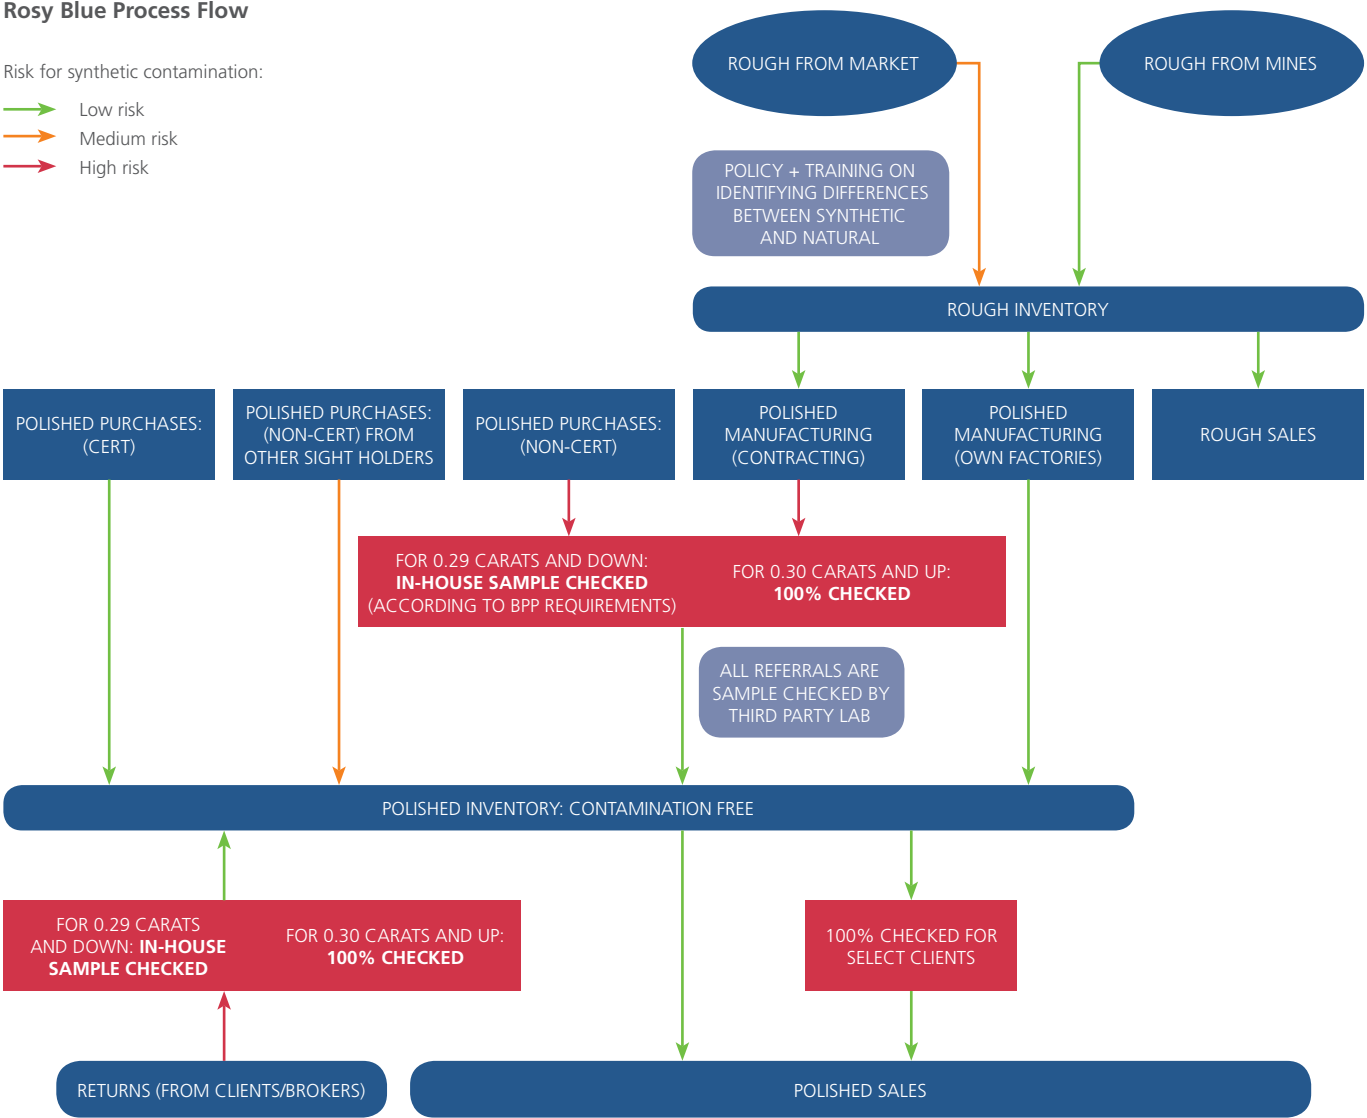 Rosy Blue Process Flow
Risk for synthetic contamination:
Low risk
Medium risk
High risk
ROUGH FROM MARKET
ROUGH FROM MINES
POLICY + TRAINING ON
IDENTIFYING DIFFERENCES
BETWEEN SYNTHETIC
AND NATURAL
ROUGH INVENTORY
POLISHED PURCHASES:
(CERT)
POLISHED PURCHASES:
(NON-CERT) FROM
OTHER SIGHT HOLDERS
POLISHED PURCHASES:
(NON-CERT)
POLISHED
MANUFACTURING
(CONTRACTING)
POLISHED
MANUFACTURING
(OWN FACTORIES)
ROUGH SALES
FOR 0.29 CARATS AND DOWN:
IN-HOUSE SAMPLE CHECKED
(ACCORDING TO BPP REQUIREMENTS)
FOR 0.30 CARATS AND UP:
100% CHECKED
ALL REFERRALS ARE
SAMPLE CHECKED BY
THIRD PARTY LAB
POLISHED INVENTORY: CONTAMINATION FREE
FOR 0.29 CARATS
AND DOWN: IN-HOUSE
SAMPLE CHECKED
FOR 0.30 CARATS AND UP:
100% CHECKED
100% CHECKED FOR
SELECT CLIENTS
RETURNS (FROM CLIENTS/BROKERS)
POLISHED SALES